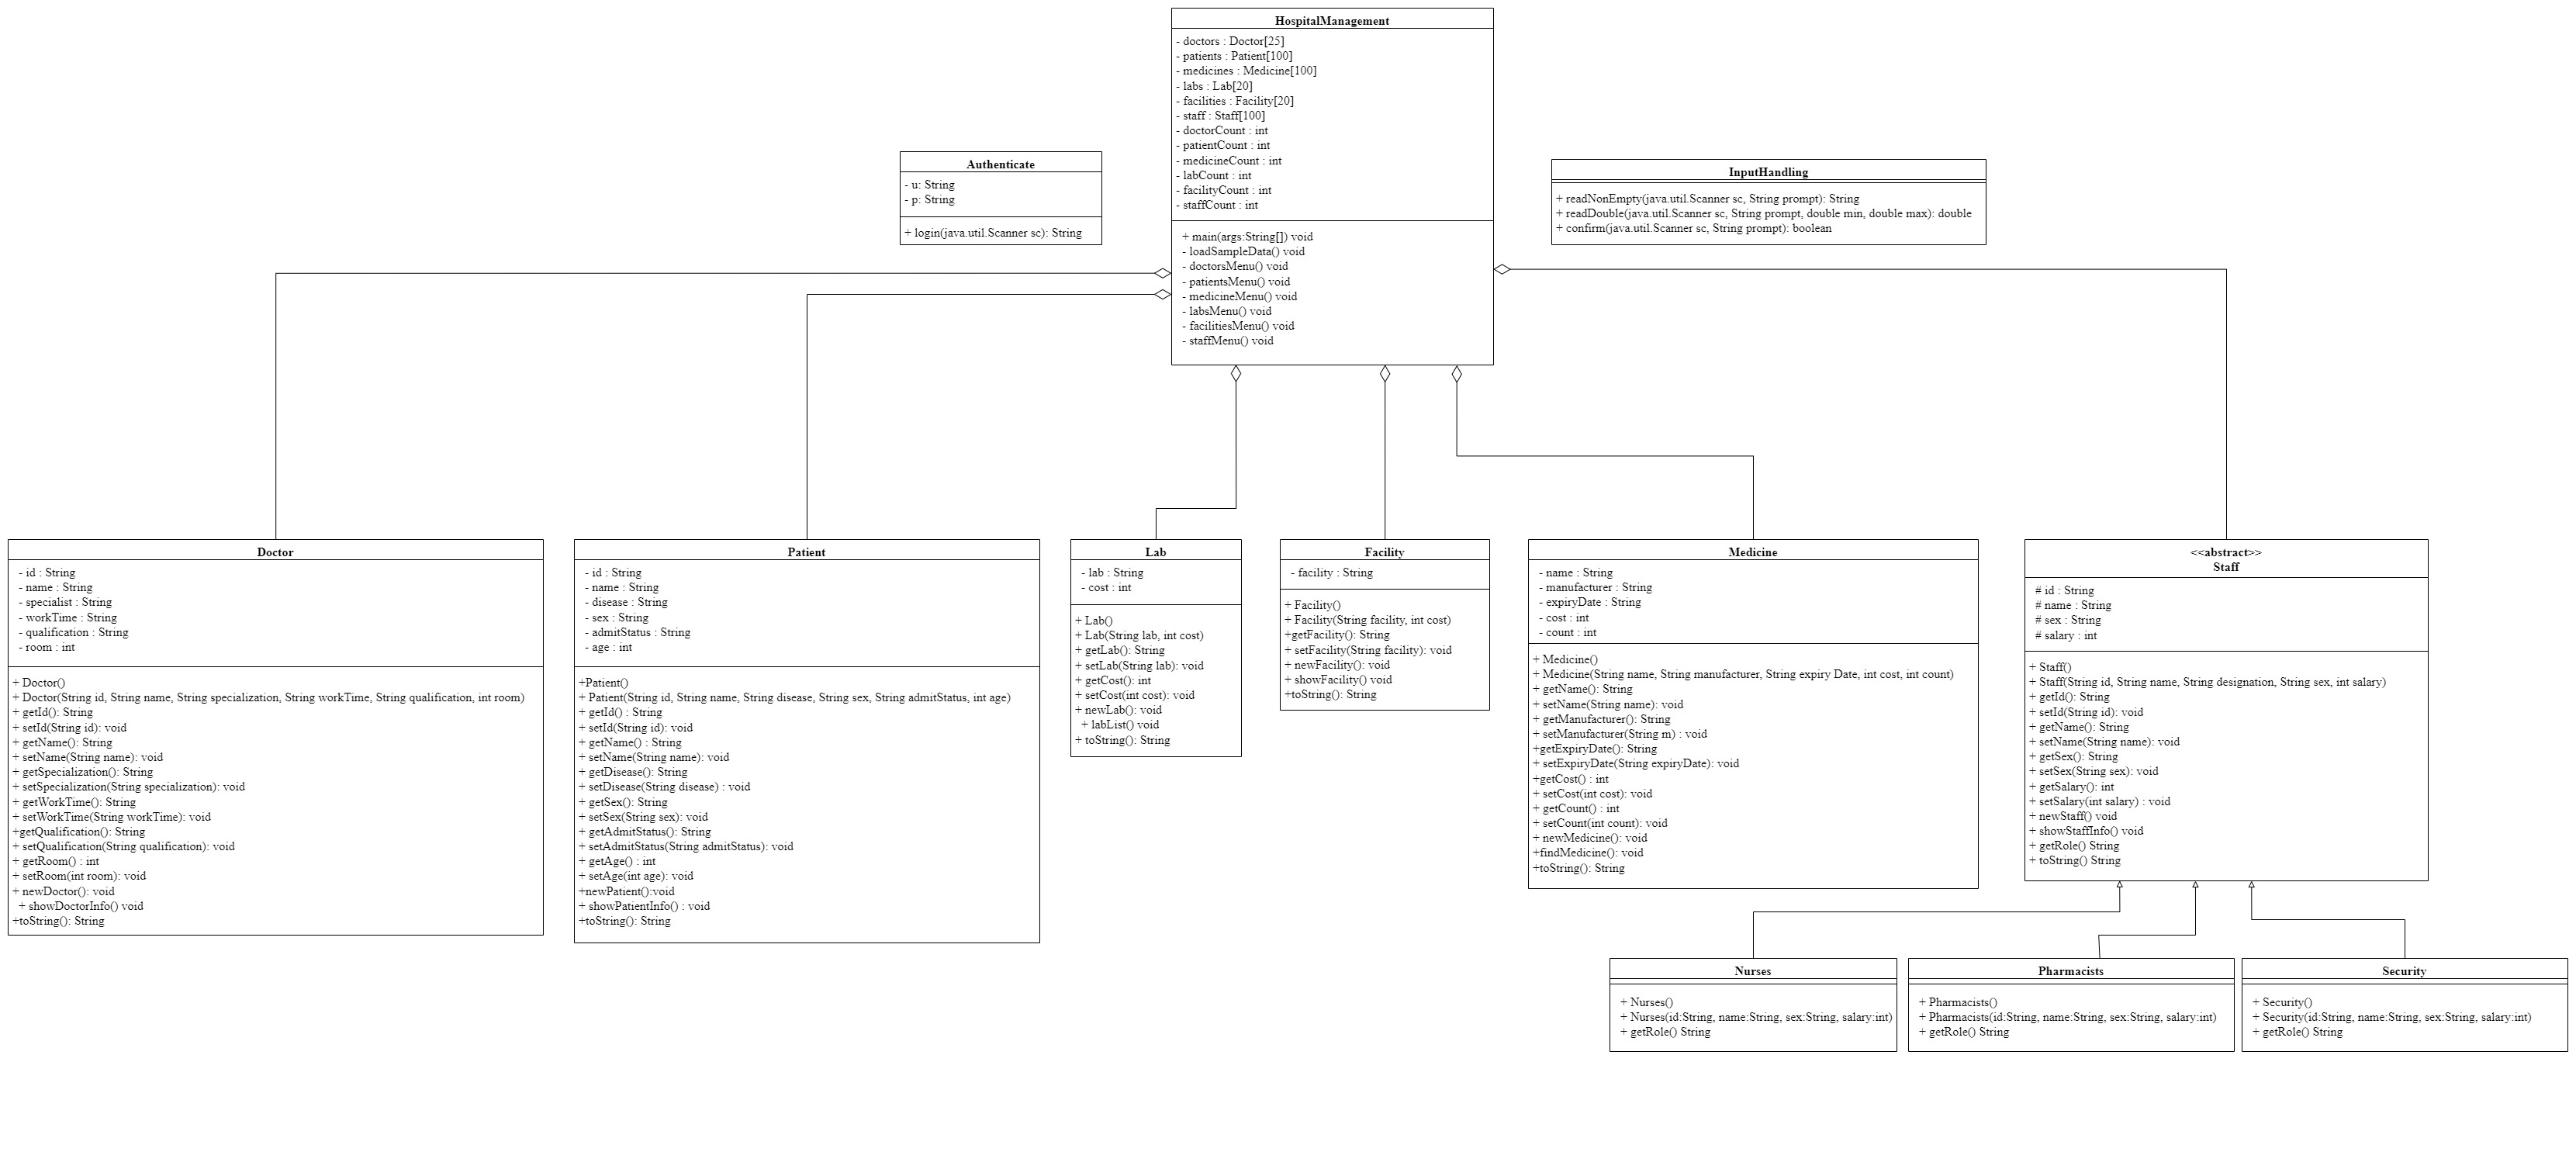 HospitalManagement
- doctors : Doctor[25]
- patients : Patient[100]
- medicines : Medicine[100]
- labs : Lab[20]
- facilities : Facility[20]
- staff : Staff[100]
- doctorCount : int
- patientCount : int
- medicineCount : int
- labCount : int
- facilityCount : int
- staffCount : int
+ main(args:String[]) void
- loadSampleData() void
- doctorsMenu() void
- patientsMenu() void
- medicineMenu() void
- labsMenu() void
- facilitiesMenu() void
- staffMenu() void
Authenticate
- u: String
- p: String
+ login(java.util.Scanner sc): String
InputHandling
+ readNonEmpty(java.util.Scanner sc, String prompt): String
+ readDouble(java.util.Scanner sc, String prompt, double min, double max): double
+ confirm(java.util.Scanner sc, String prompt): boolean
Doctor
- id : String
- name : String
- specialist : String
- workTime : String
- qualification : String
- room : int
+ Doctor()
+ Doctor(String id, String name, String specialization, String workTime, String qualification, int room)
+ getId(): String
+ setId(String id): void
+ getName(): String
+ setName(String name): void
+ getSpecialization(): String
+ setSpecialization(String specialization): void
+ getWorkTime(): String
+ setWorkTime(String workTime): void
+getQualification(): String
+ setQualification(String qualification): void
+ getRoom() : int
+ setRoom(int room): void
+ newDoctor(): void
+ showDoctorInfo() void
+toString(): String
Patient
- id : String
- name : String
- disease : String
- sex : String
- admitStatus : String
- age : int
+Patient()
+ Patient(String id, String name, String disease, String sex, String admitStatus, int age)
+ getId() : String
+ setId(String id): void
+ getName() : String
+ setName(String name): void
+ getDisease(): String
+ setDisease(String disease) : void
+ getSex(): String
+ setSex(String sex): void
+ getAdmitStatus(): String
+ setAdmitStatus(String admitStatus): void
+ getAge() : int
+ setAge(int age): void
+newPatient():void
+ showPatientInfo() : void
+toString(): String
Lab
- lab : String
- cost : int
+ Lab()
+ Lab(String lab, int cost)
+ getLab(): String
+ setLab(String lab): void
+ getCost(): int
+ setCost(int cost): void
+ newLab(): void
+ labList() void
+ toString(): String
Facility
- facility : String
+ Facility()
+ Facility(String facility, int cost)
+getFacility(): String
+ setFacility(String facility): void
+ newFacility(): void
+ showFacility() void
+toString(): String
Medicine
- name : String
- manufacturer : String
- expiryDate : String
- cost : int
- count : int
+ Medicine()
+ Medicine(String name, String manufacturer, String expiry Date, int cost, int count)
+ getName(): String
+ setName(String name): void
+ getManufacturer(): String
+ setManufacturer(String m) : void
+getExpiryDate(): String
+ setExpiryDate(String expiryDate): void
+getCost() : int
+ setCost(int cost): void
+ getCount() : int
+ setCount(int count): void
+ newMedicine(): void
+findMedicine(): void
+toString(): String
<<abstract>>
Staff
# id : String
# name : String
# sex : String
# salary : int
+ Staff()
+ Staff(String id, String name, String designation, String sex, int salary)
+ getId(): String
+ setId(String id): void
+ getName(): String
+ setName(String name): void
+ getSex(): String
+ setSex(String sex): void
+ getSalary(): int
+ setSalary(int salary) : void
+ newStaff() void
+ showStaffInfo() void
+ getRole() String
+ toString() String
Nurses
+ Nurses()
+ Nurses(id:String, name:String, sex:String, salary:int)
+ getRole() String
Pharmacists
+ Pharmacists()
+ Pharmacists(id:String, name:String, sex:String, salary:int)
+ getRole() String
Security
+ Security()
+ Security(id:String, name:String, sex:String, salary:int)
+ getRole() String